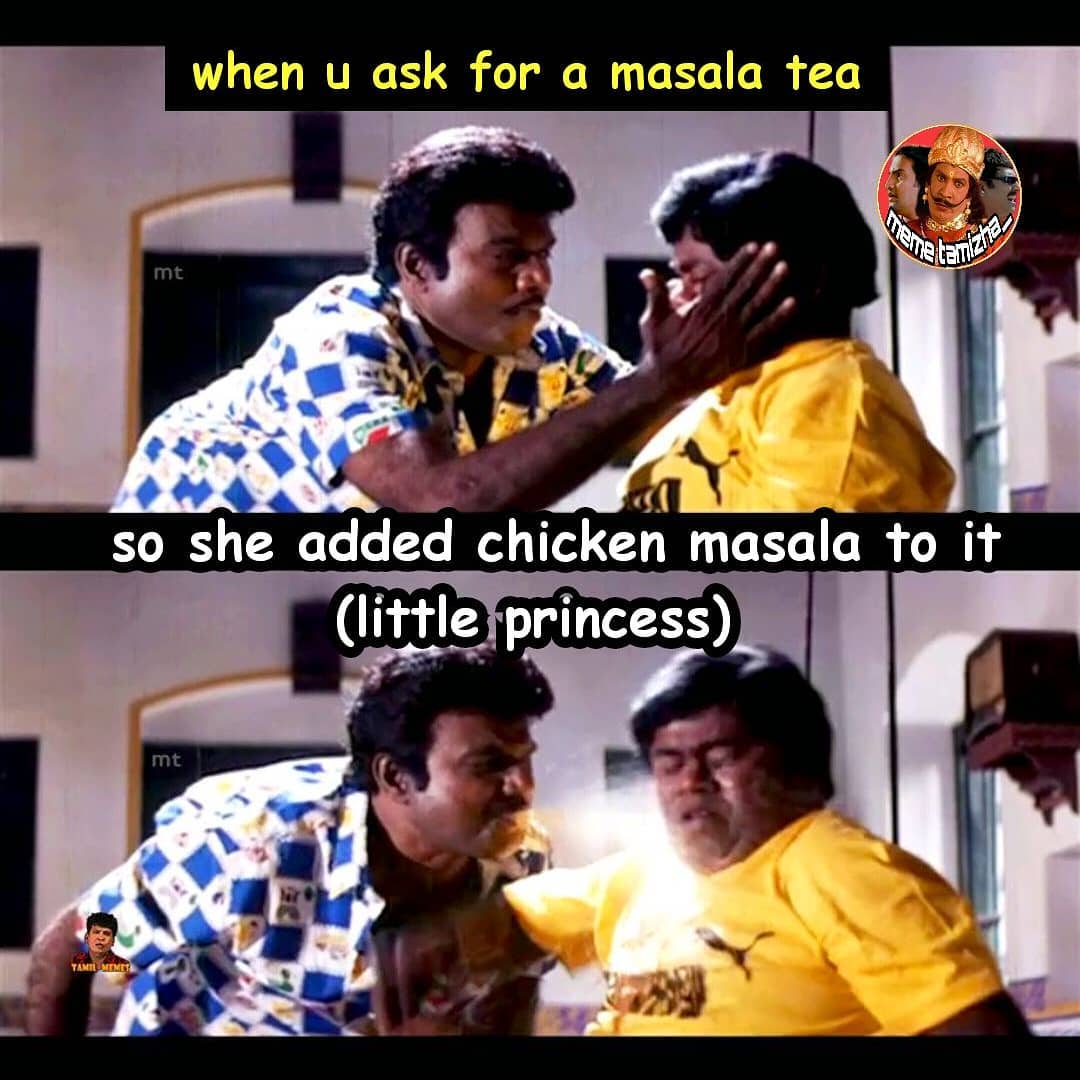 when u ask for a masala tea
meme tamizha_
mt
so she added chicken masala to it
(little princess)
mt
TAMIL MEMES